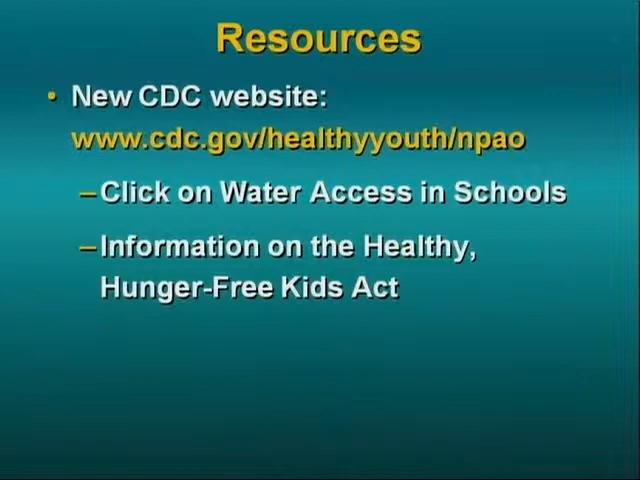 Resources
• New CDC website:
www.cdc.gov/healthyyouth/npao
–Click on Water Access in Schools
–Information on the Healthy,
Hunger-Free Kids Act